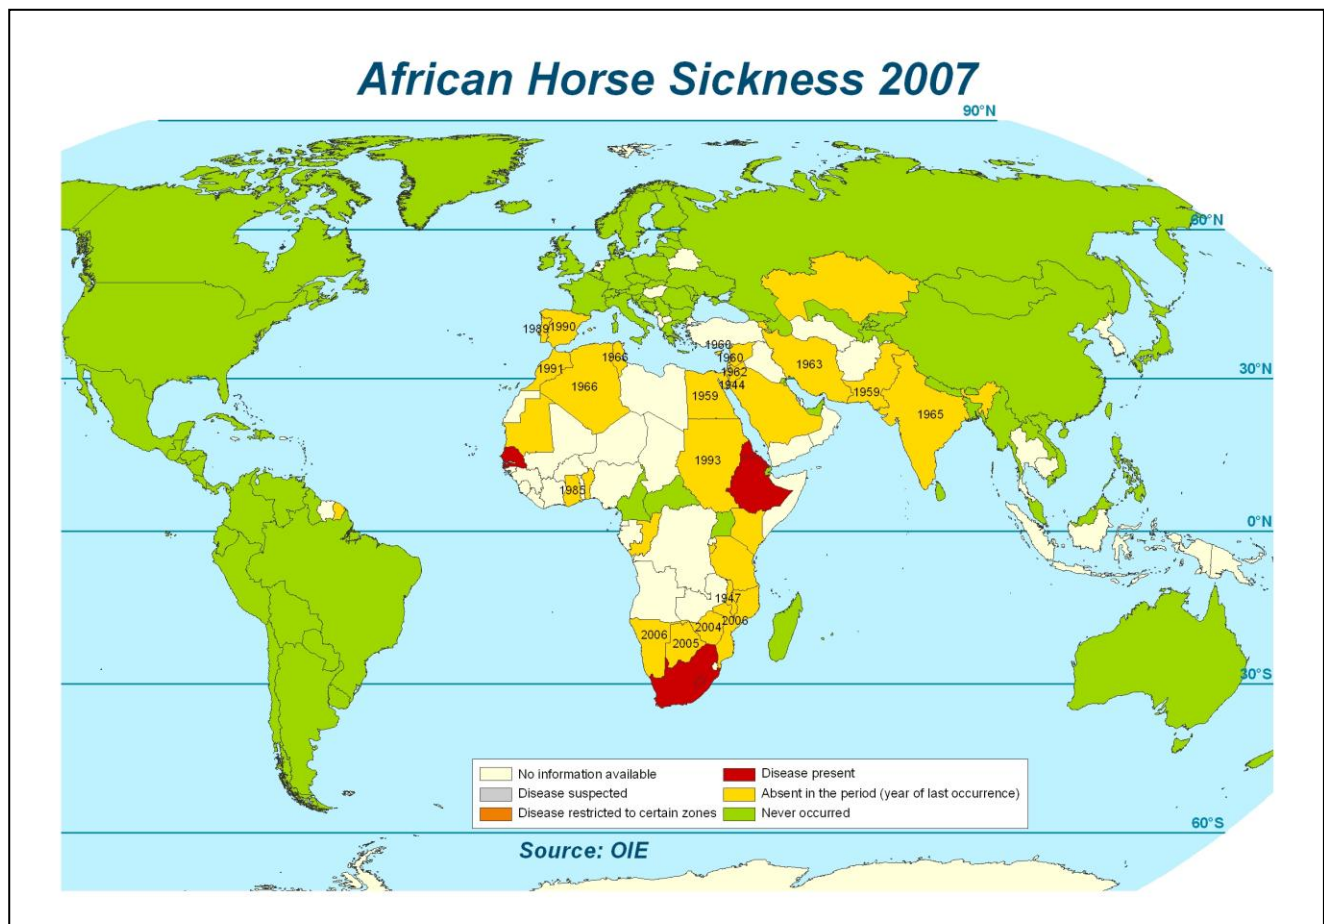 African Horse Sickness 2007
90°N
60°N
1989
1990
1960
1966
1960
1963
1991
1962
1944
30°N
1966
1959
1959
1965
1993
1985
0°N
1947
2006
2004
2006
2005
30°S
No information available
Disease present
Disease suspected
Absent in the period (year of last occurrence)
Disease restricted to certain zones
Never occurred
60°S
Source: OIE